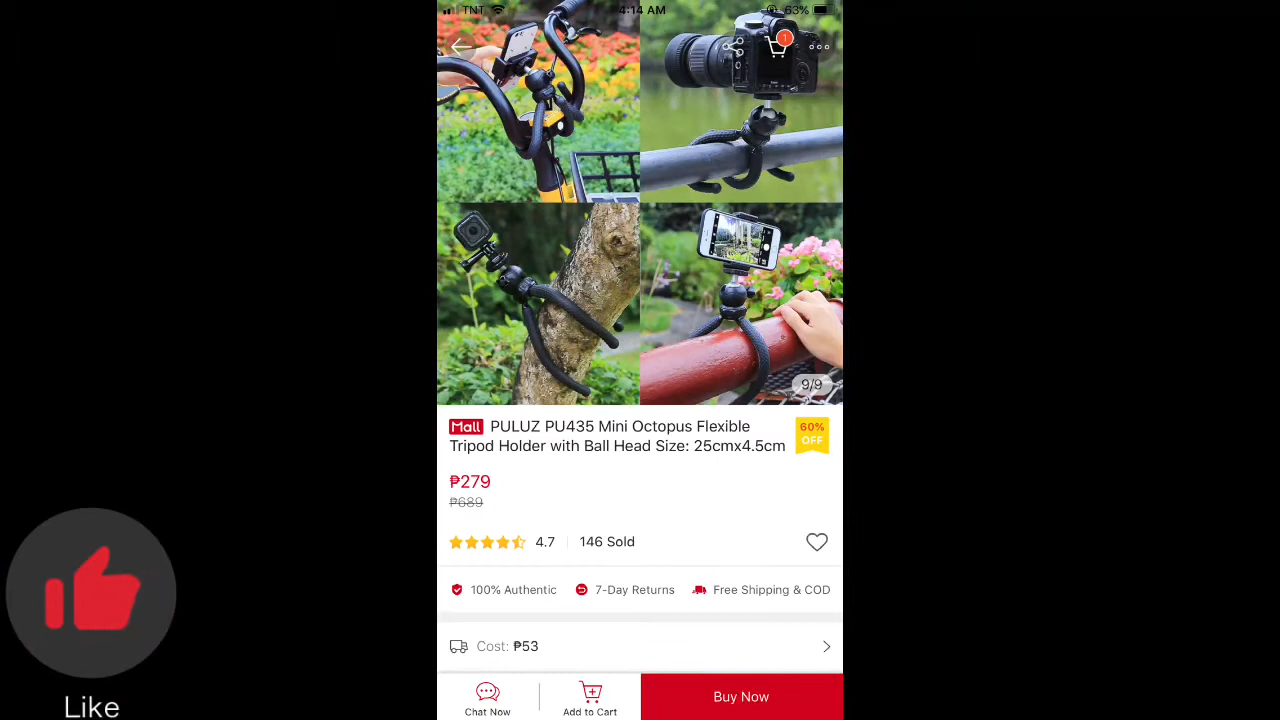 TNT 4:14 AM 63%
1
9/9
Mall PULUZ PU435 Mini Octopus Flexible
Tripod Holder with Ball Head Size: 25cmx4.5cm
60%
OFF
₱279
₱689
4.7 146 Sold
100% Authentic 7-Day Returns Free Shipping & COD
Cost: ₱53
Chat Now Add to Cart Buy Now
Like